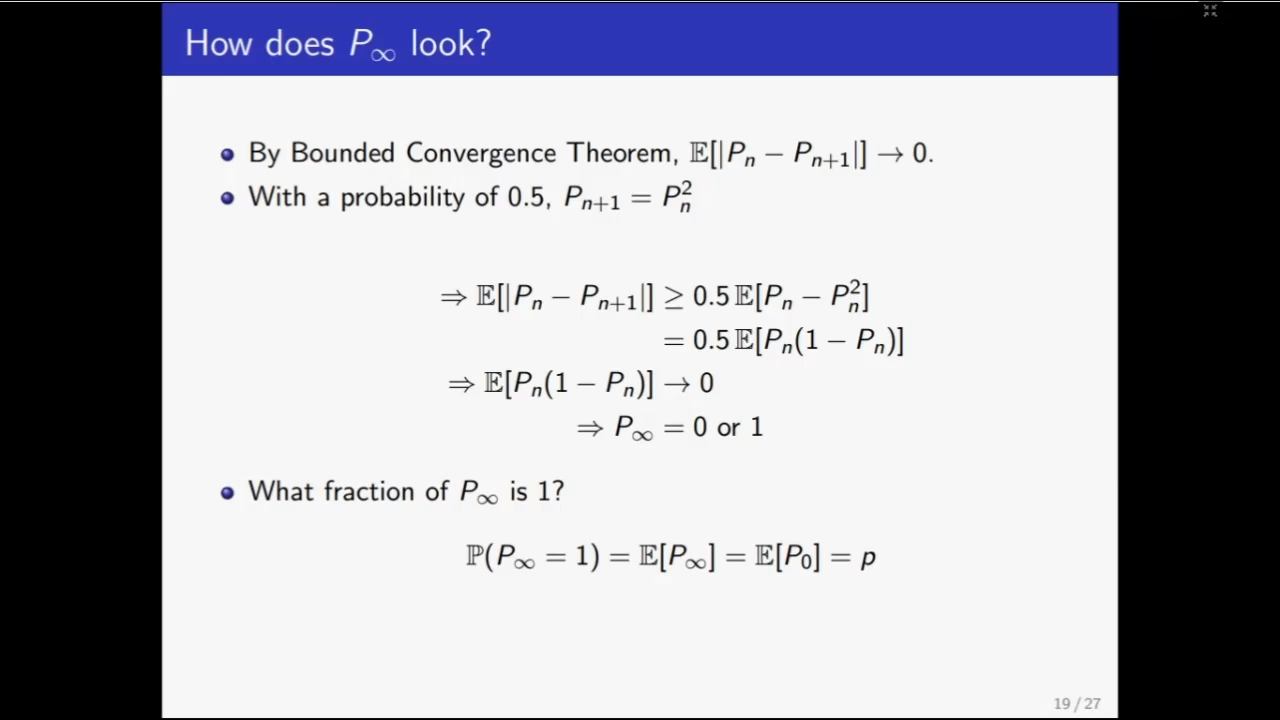 How does P∞ look?
By Bounded Convergence Theorem, 𝔼[|Pₙ − Pₙ₊₁|] → 0.
With a probability of 0.5, Pₙ₊₁ = Pₙ²
⇒ 𝔼[|Pₙ − Pₙ₊₁|] ≥ 0.5 𝔼[Pₙ − Pₙ²]
= 0.5 𝔼[Pₙ(1 − Pₙ)]
⇒ 𝔼[Pₙ(1 − Pₙ)] → 0
⇒ P∞ = 0 or 1
What fraction of P∞ is 1?
ℙ(P∞ = 1) = 𝔼[P∞] = 𝔼[P₀] = p
19 / 27